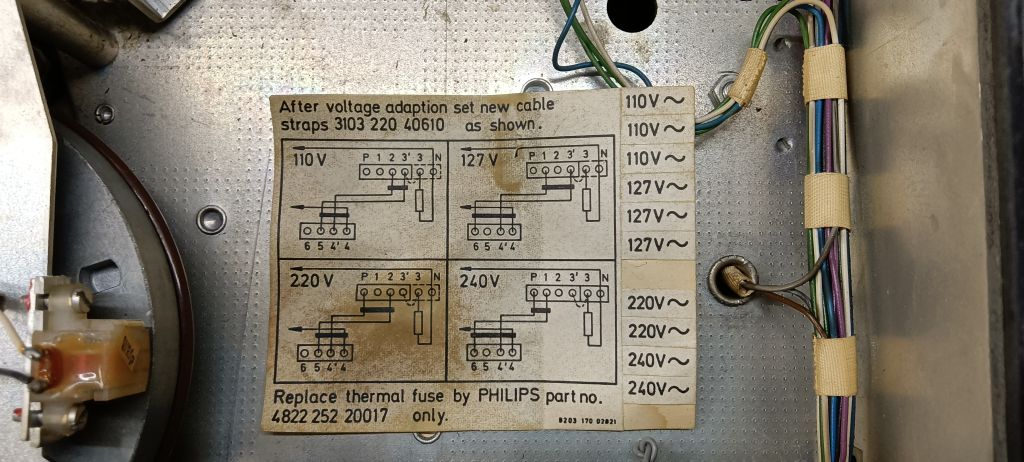 After voltage adaption set new cable
straps 3103 220 40610 as shown.
110V
P 1 2 3' 3 N
6 5 4' 4
127V
P 1 2 3' 3 N
6 5 4' 4
220V
P 1 2 3' 3 N
6 5 4' 4
240V
P 1 2 3' 3 N
6 5 4' 4
Replace thermal fuse by PHILIPS part no.
4822 252 20017 only.
8203 170 02821
110V~
110V~
110V~
127V~
127V~
127V~
220V~
220V~
240V~
240V~